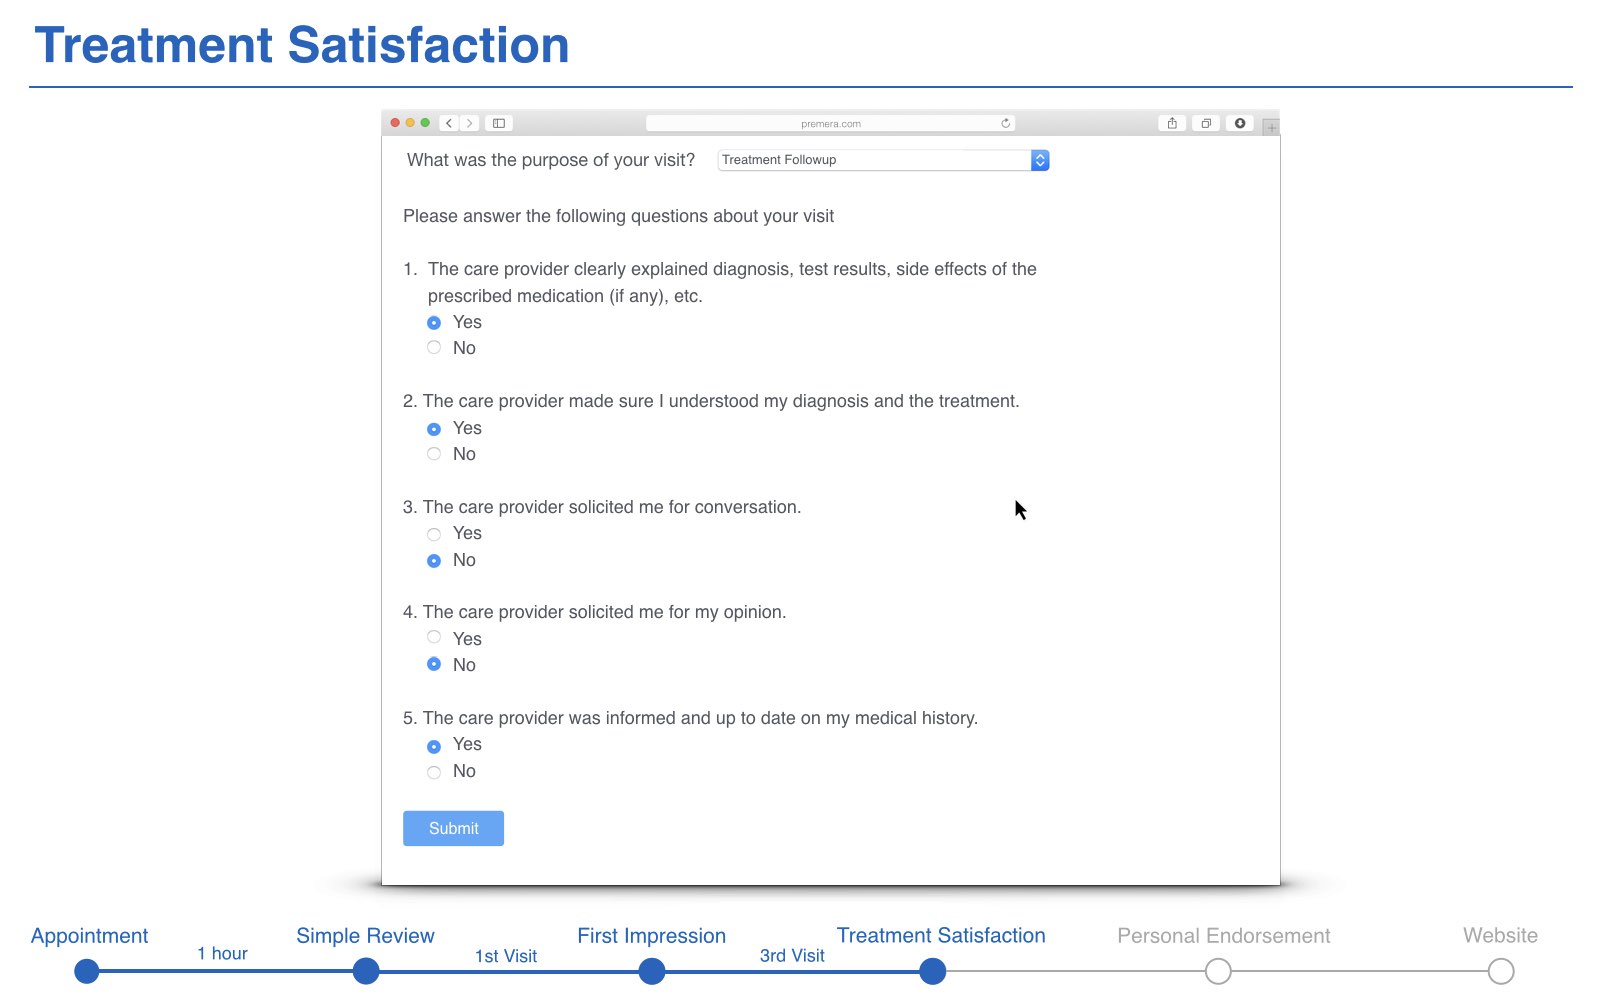 Treatment Satisfaction
premera.com
What was the purpose of your visit? Treatment Followup
Please answer the following questions about your visit
1. The care provider clearly explained diagnosis, test results, side effects of the
prescribed medication (if any), etc.
Yes
No
2. The care provider made sure I understood my diagnosis and the treatment.
Yes
No
3. The care provider solicited me for conversation.
Yes
No
4. The care provider solicited me for my opinion.
Yes
No
5. The care provider was informed and up to date on my medical history.
Yes
No
Submit
Appointment
1 hour
Simple Review
1st Visit
First Impression
3rd Visit
Treatment Satisfaction
Personal Endorsement
Website